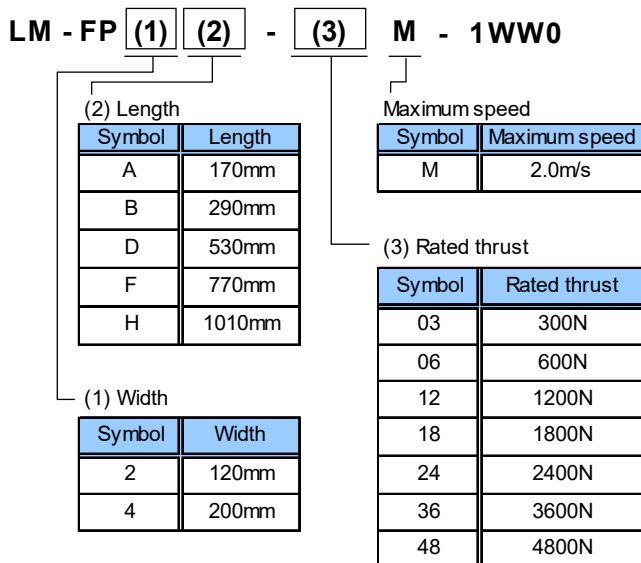 LM - FP (1) (2) - (3) M - 1WW0
(2) Length
Symbol Length
A 170mm
B 290mm
D 530mm
F 770mm
H 1010mm
(1) Width
Symbol Width
2 120mm
4 200mm
Maximum speed
Symbol Maximum speed
M 2.0m/s
(3) Rated thrust
Symbol Rated thrust
03 300N
06 600N
12 1200N
18 1800N
24 2400N
36 3600N
48 4800N